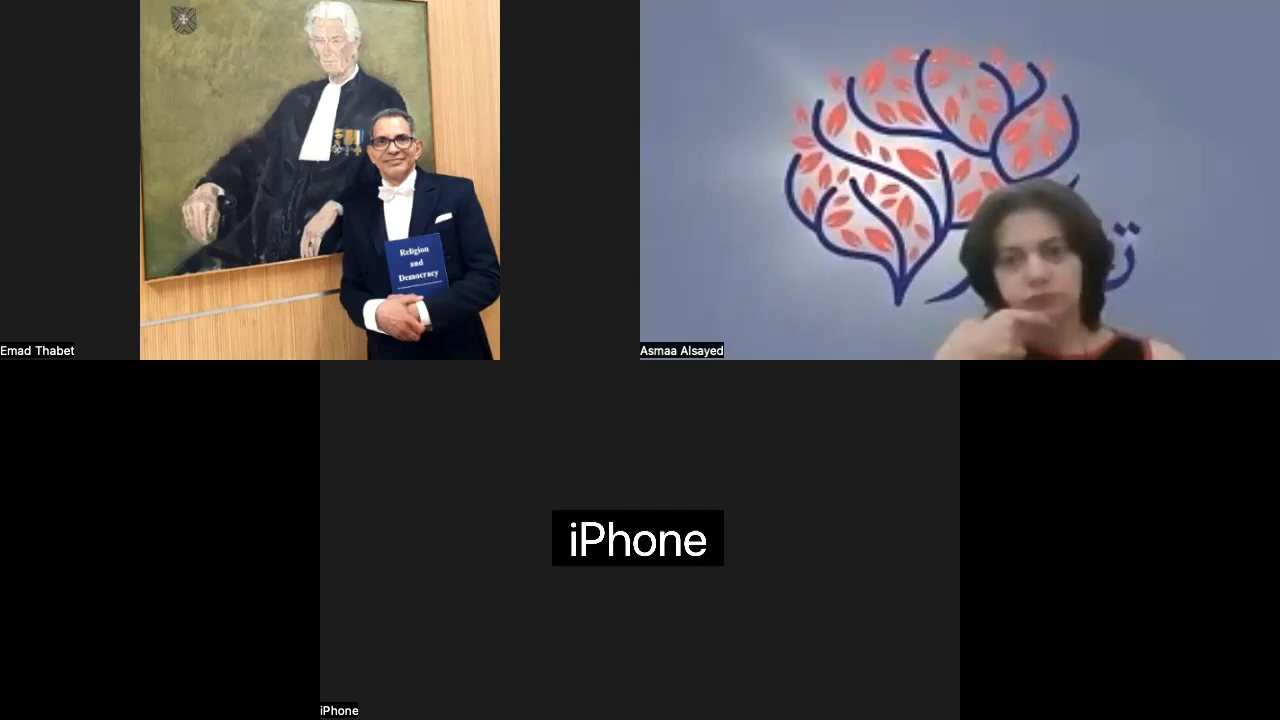 Religion
and
Democracy
Emad Thabet
Asmaa Alsayed
iPhone
iPhone